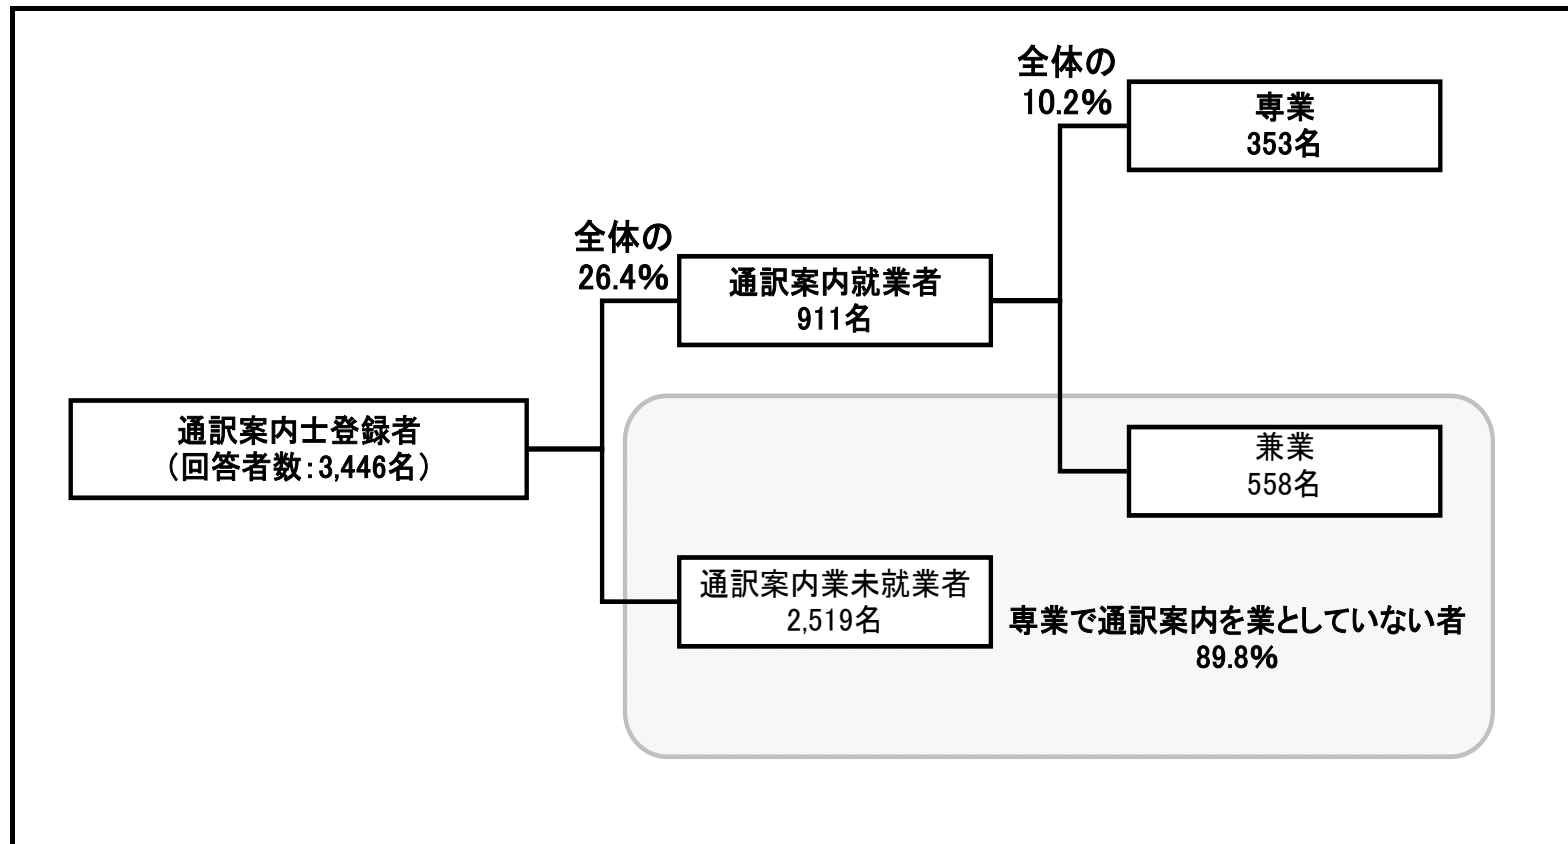 全体の
10.2%
専業
353名
全体の
26.4%
通訳案内就業者
911名
通訳案内士登録者
（回答者数：3,446名）
兼業
558名
通訳案内業未就業者
2,519名
専業で通訳案内を業としていない者
89.8%